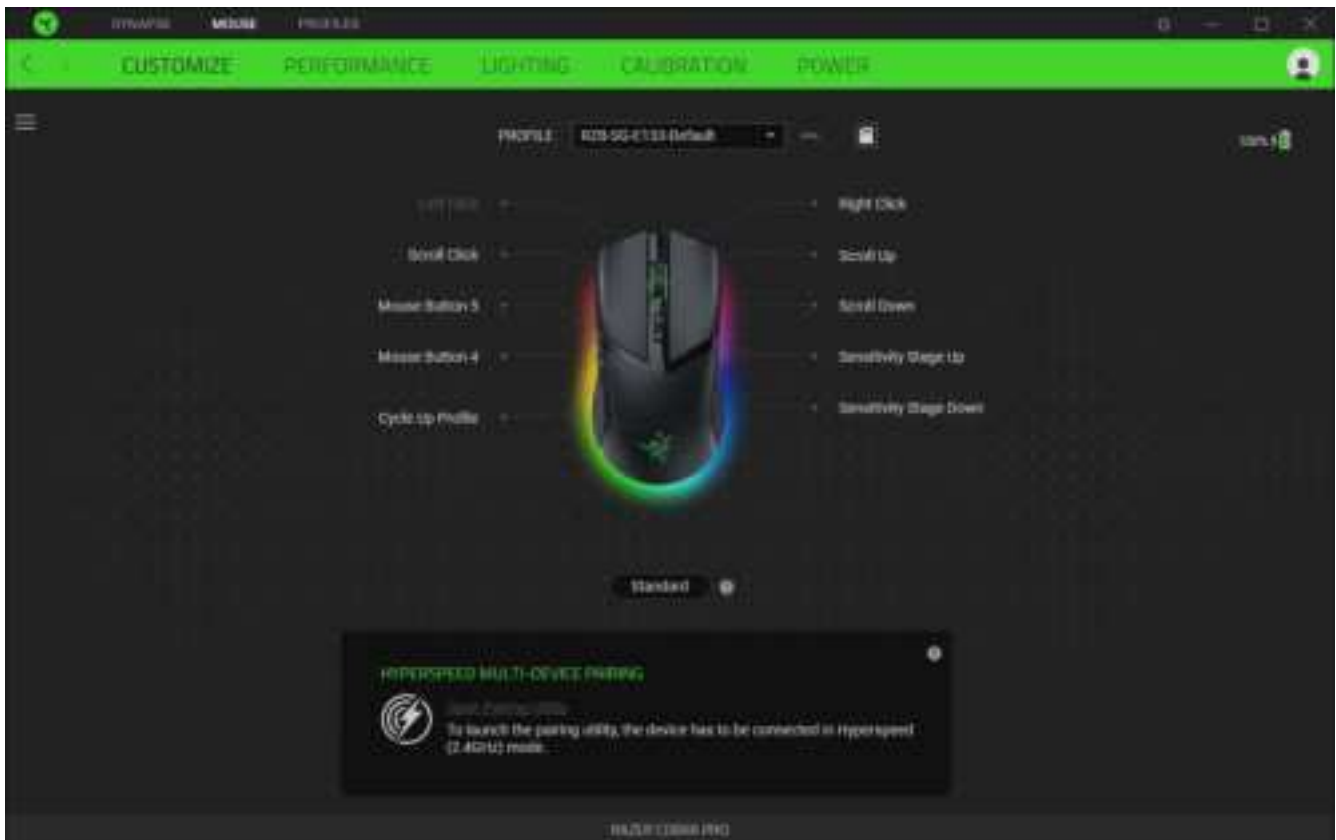 SYNAPSE MOUSE PROFILES
CUSTOMIZE PERFORMANCE LIGHTING CALIBRATION POWER
PROFILE
100%
Left Click
Right Click
Scroll Click
Scroll Up
Mouse Button 5
Scroll Down
Mouse Button 4
Sensitivity Stage Up
Cycle Up Profile
Sensitivity Stage Down
Standard
HYPERSPEED MULTI-DEVICE PAIRING
To launch the pairing utility, the device has to be connected in Hyperspeed
(2.4GHz) mode.
RAZER COBRA PRO